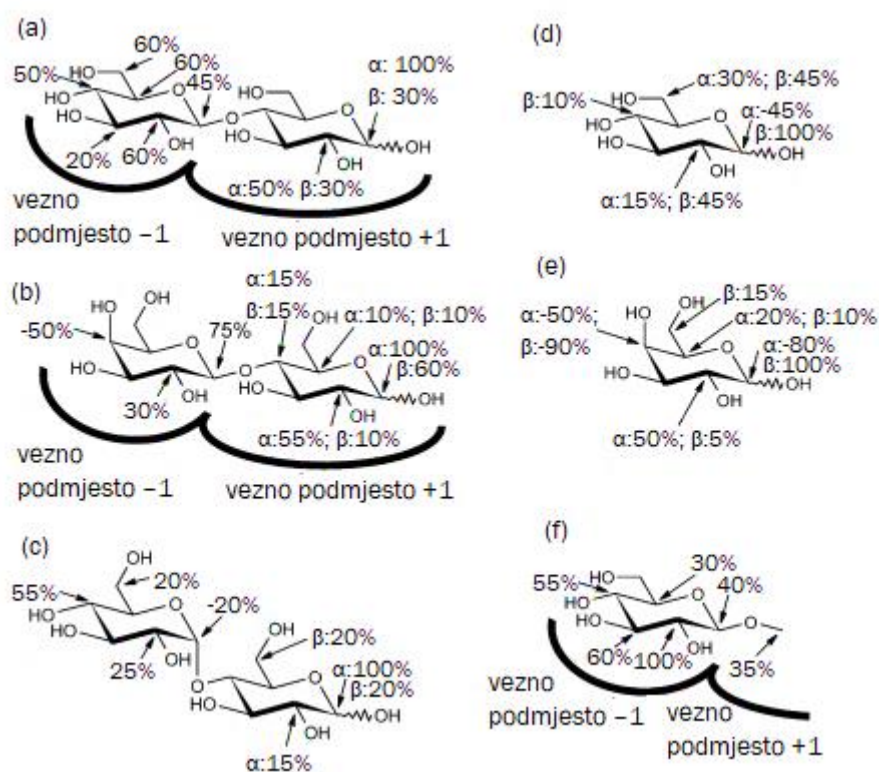 (a)
60%
HO
50%
60%
45%
HO
HO
O
O
HO
O
α: 100%
β: 30%
HO
OH
OH
OH
20%
60%
α:50% β:30%
vezno
podmjesto –1
vezno podmjesto +1
(d)
HO
α:30%; β:45%
β:10%
HO
HO
O
α:-45%
β:100%
OH
OH
α:15%; β:45%
(b)
HO
OH
-50%
O
75%
HO
OH
30%
O
α:15%
β:15%
OH
α:10%; β:10%
HO
O
α:100%
β:60%
OH
OH
α:55%; β:10%
vezno
podmjesto –1
vezno podmjesto +1
(e)
HO
OH
β:15%
α:-50%;
β:-90%
α:20%; β:10%
O
α:-80%
β:100%
HO
OH
OH
α:50%; β:5%
(c)
OH
20%
55%
HO
HO
O
-20%
OH
25%
O
OH
β:20%
HO
O
α:100%
β:20%
OH
OH
α:15%
(f)
30%
HO
55%
40%
HO
HO
O
O
OH
60%
100%
35%
vezno
podmjesto –1
vezno
podmjesto +1